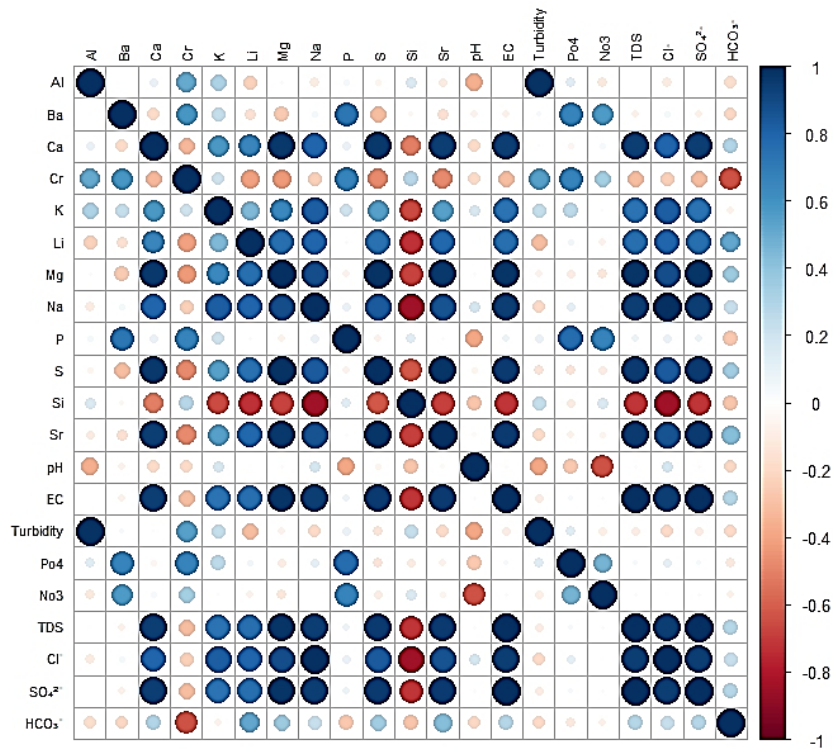 Al Ba Ca Cr K Li Mg Na P S Si Sr pH EC Turbidity Po4 No3 TDS Cl⁻ SO₄²⁻ HCO₃⁻
Al
Ba
Ca
Cr
K
Li
Mg
Na
P
S
Si
Sr
pH
EC
Turbidity
Po4
No3
TDS
Cl⁻
SO₄²⁻
HCO₃⁻
1
0.8
0.6
0.4
0.2
0
-0.2
-0.4
-0.6
-0.8
-1